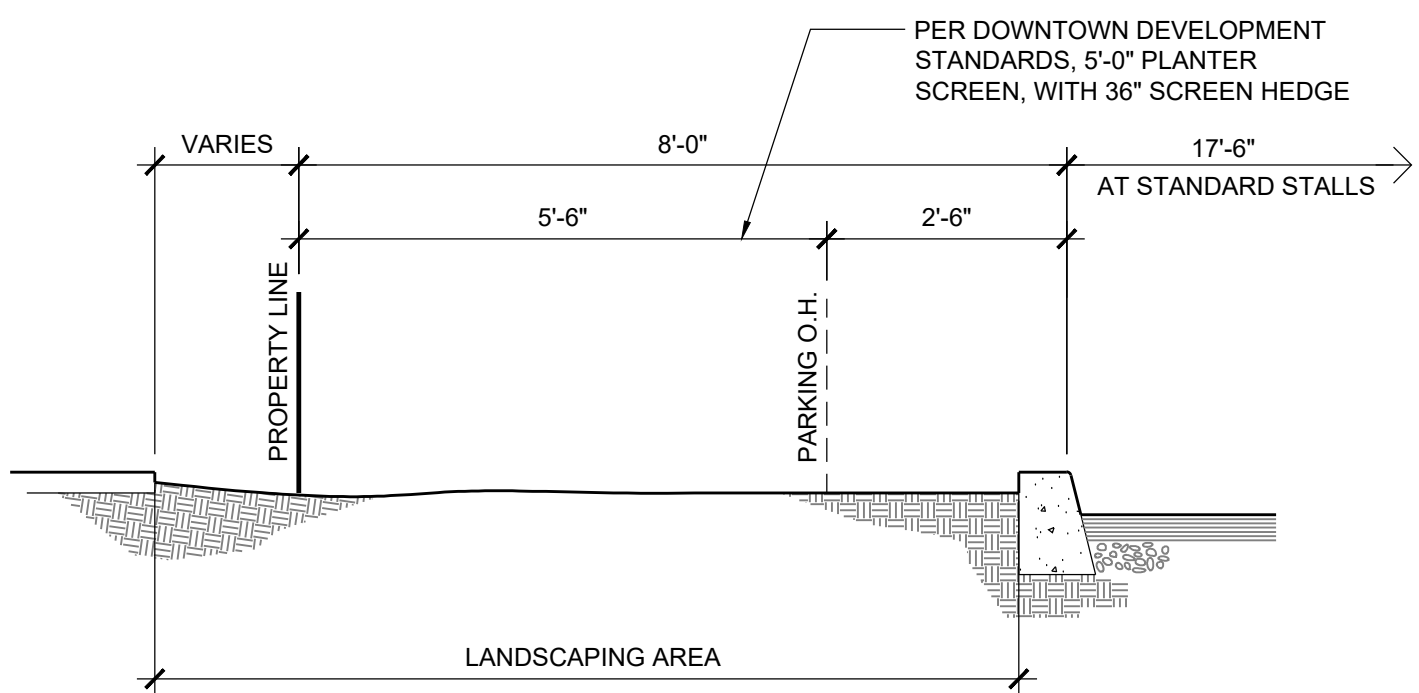 PER DOWNTOWN DEVELOPMENT
STANDARDS, 5'-0" PLANTER
SCREEN, WITH 36" SCREEN HEDGE
VARIES
8'-0"
17'-6"
AT STANDARD STALLS
5'-6"
2'-6"
PROPERTY LINE
PARKING O.H.
LANDSCAPING AREA